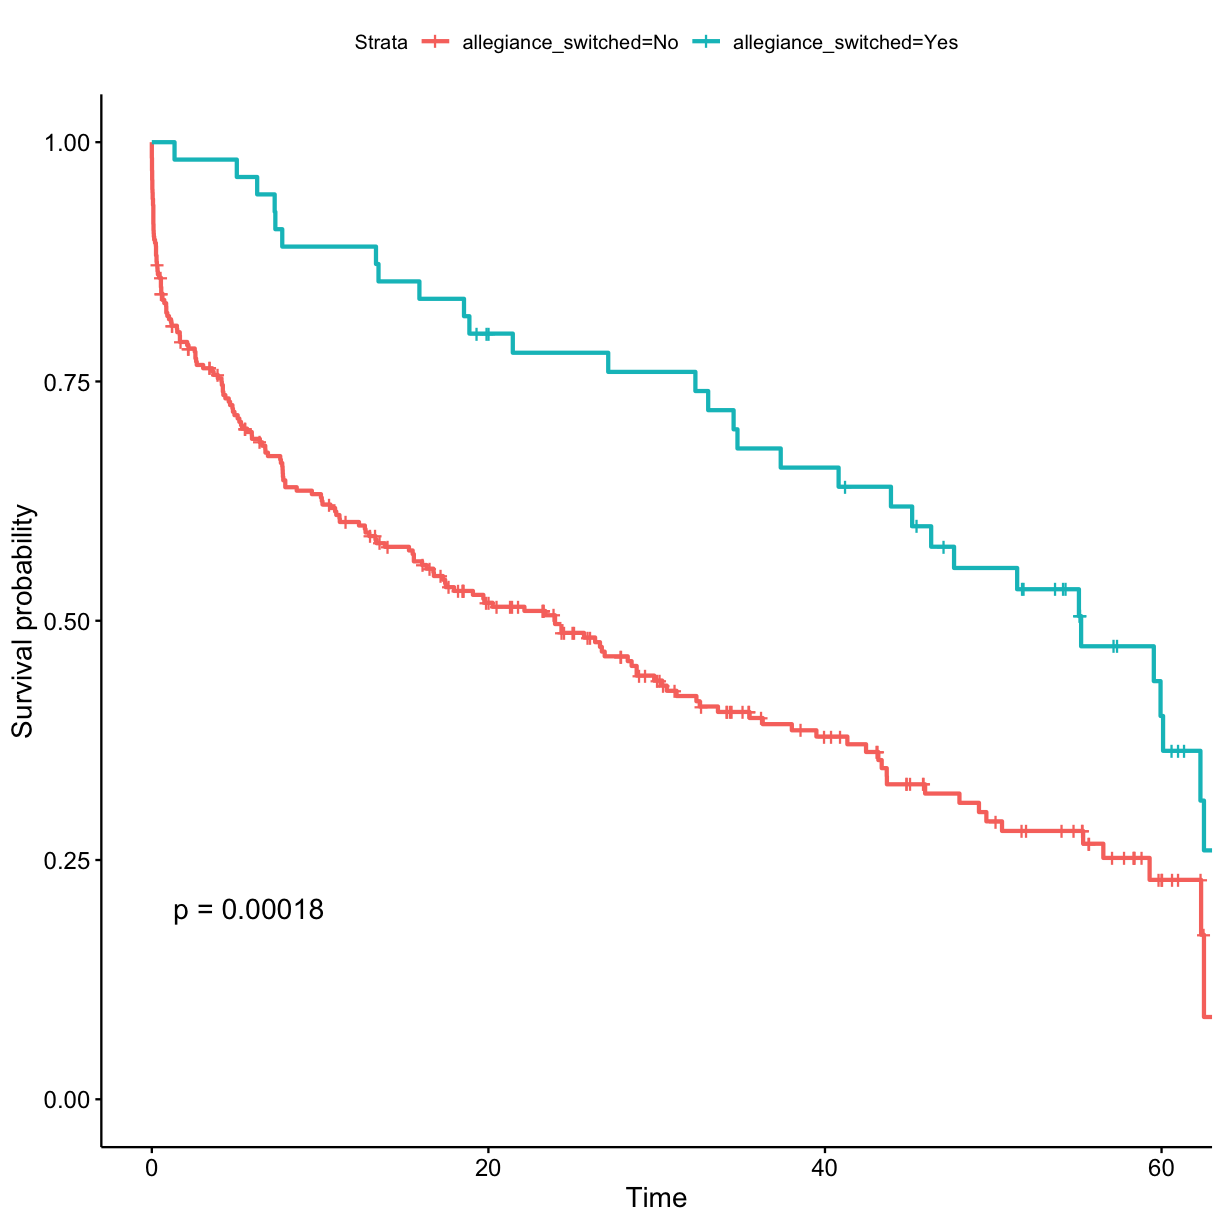 Strata allegiance_switched=No allegiance_switched=Yes
Survival probability
1.00
0.75
0.50
0.25
0.00
p = 0.00018
0 20 40 60
Time